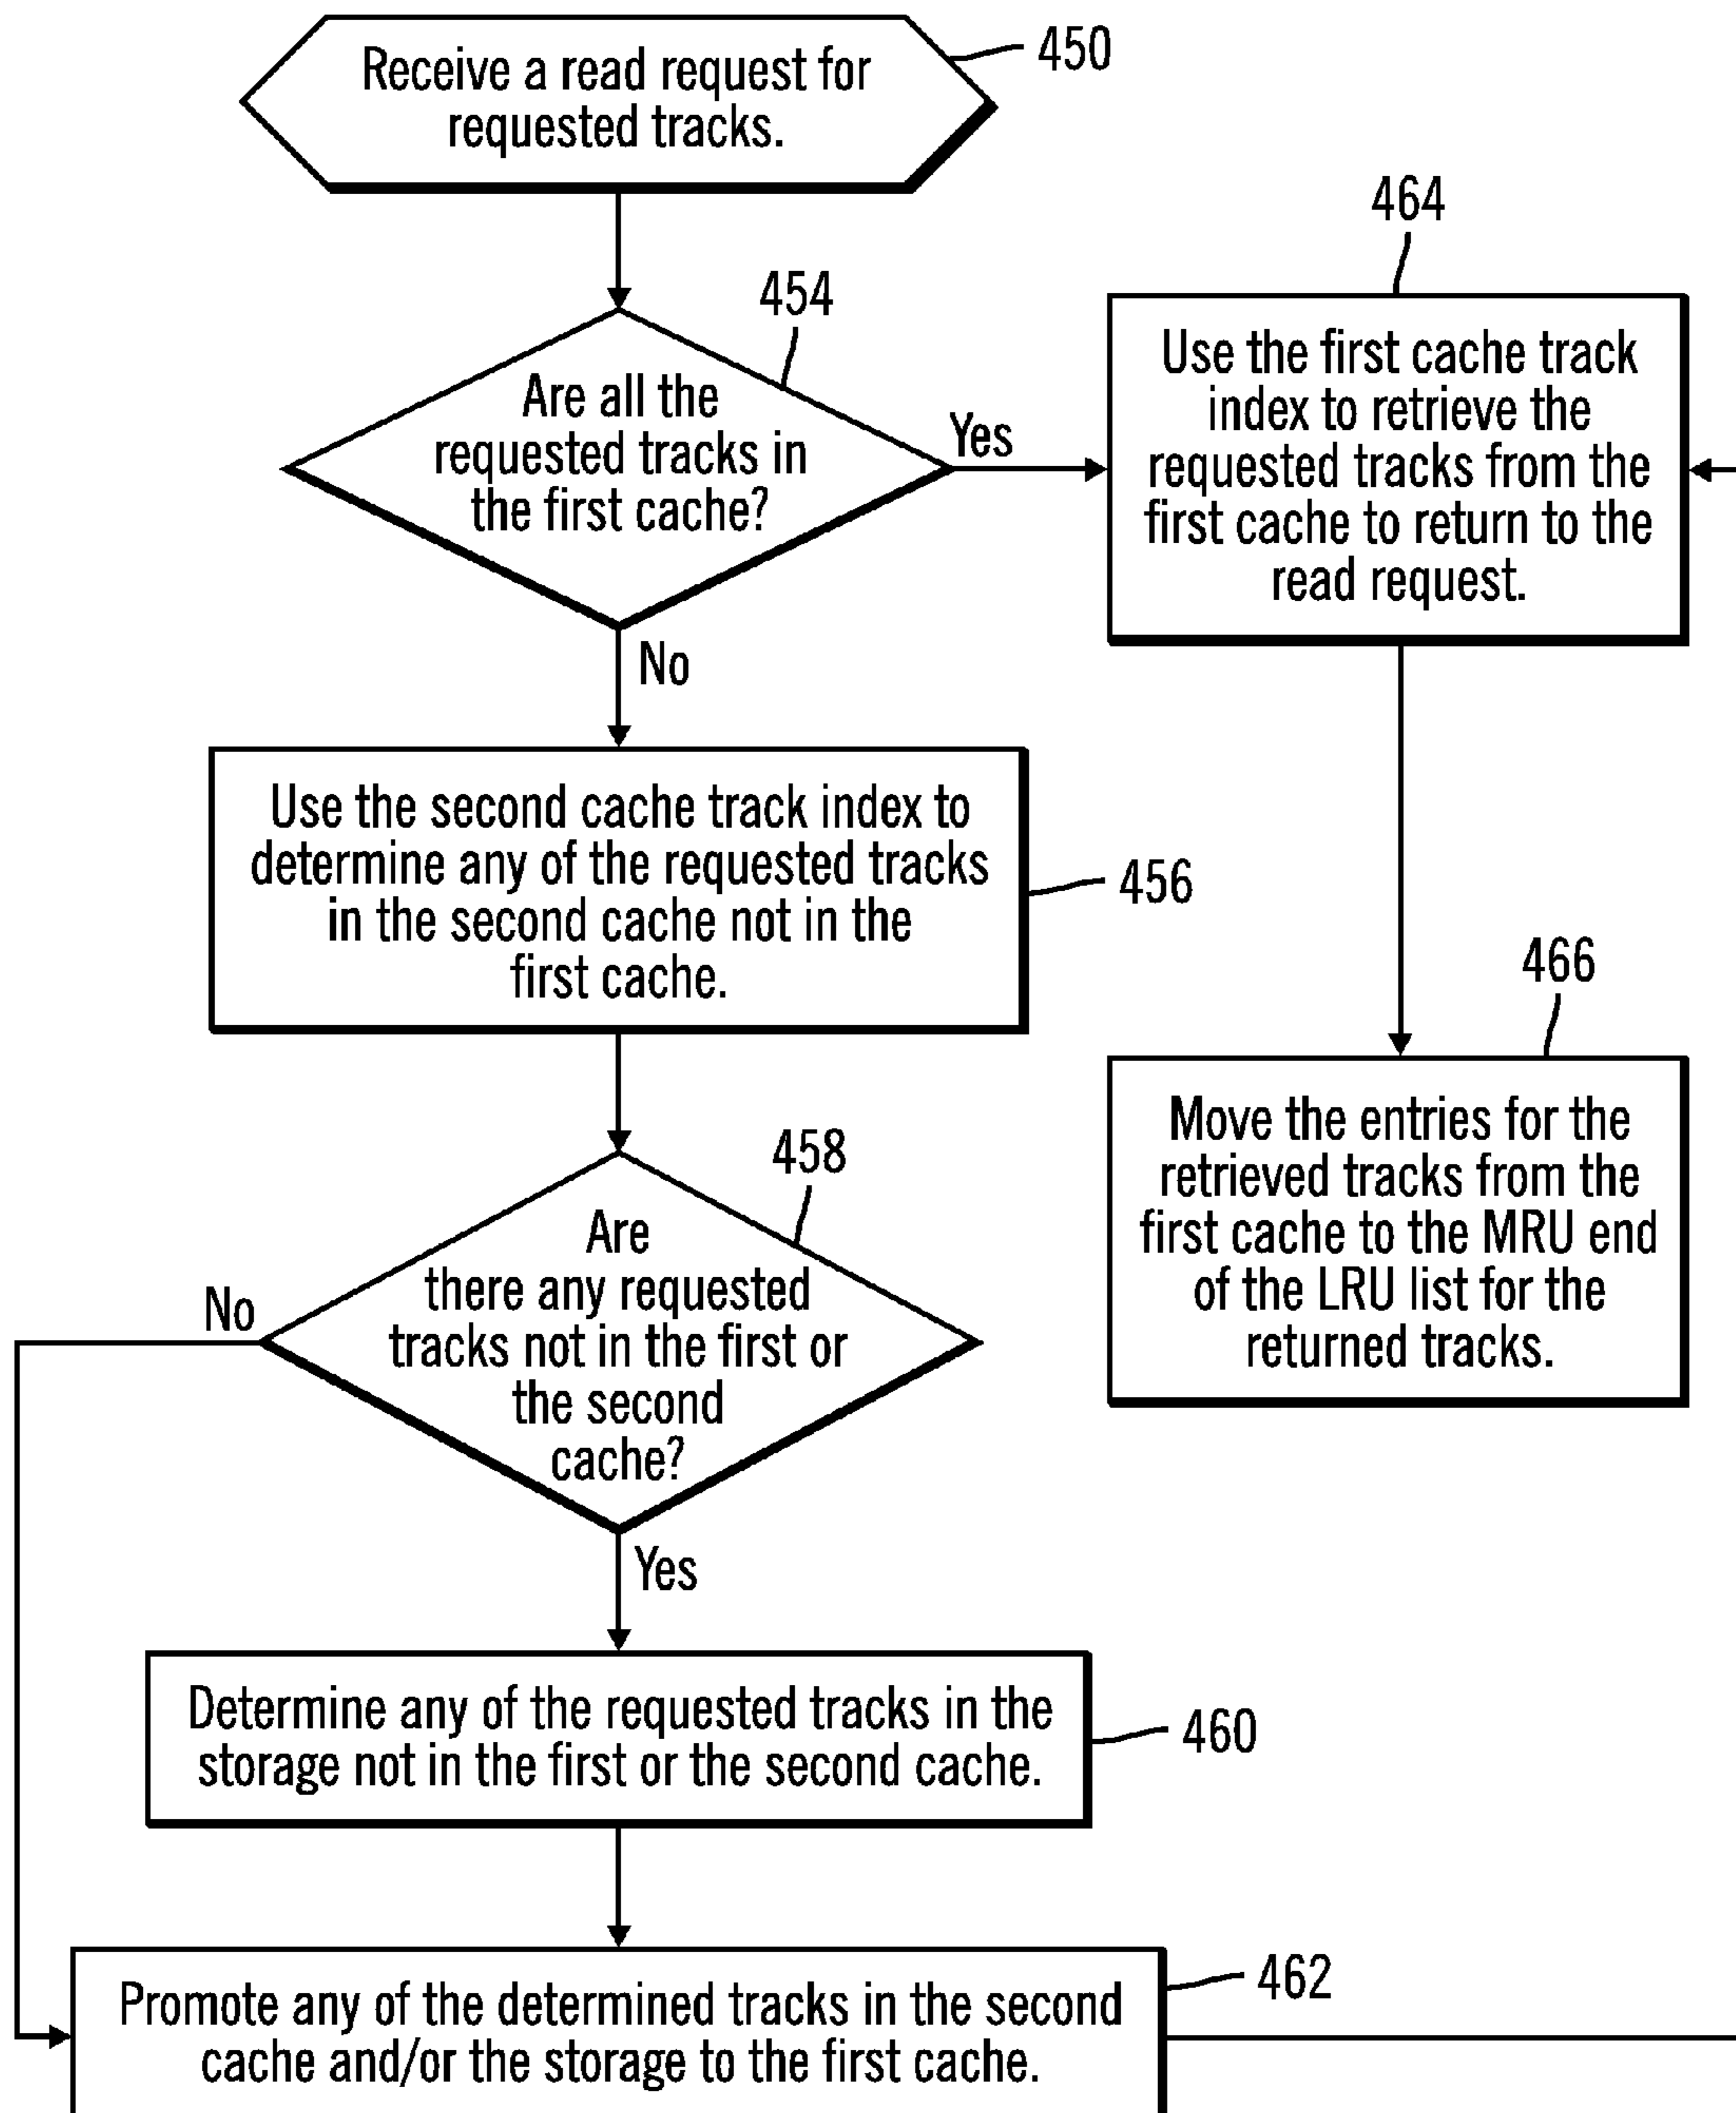 Receive a read request for
requested tracks.
450
454
Are all the
requested tracks in
the first cache?
Yes
No
464
Use the first cache track
index to retrieve the
requested tracks from the
first cache to return to the
read request.
Use the second cache track index to
determine any of the requested tracks
in the second cache not in the
first cache.
456
466
Move the entries for the
retrieved tracks from the
first cache to the MRU end
of the LRU list for the
returned tracks.
458
Are
there any requested
tracks not in the first or
the second
cache?
No
Yes
Determine any of the requested tracks in the
storage not in the first or the second cache.
460
Promote any of the determined tracks in the second
cache and/or the storage to the first cache.
462